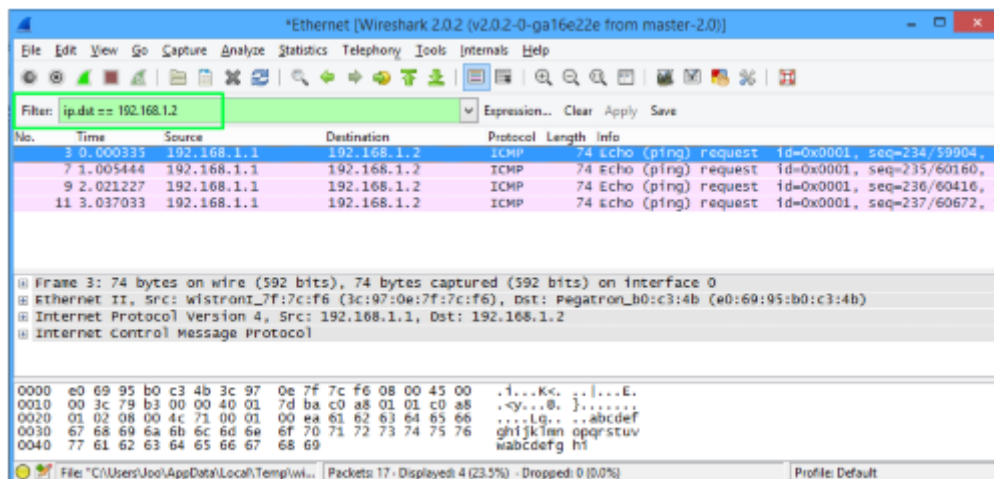 *Ethernet [Wireshark 2.0.2 (v2.0.2-0-ga16e22e from master-2.0)]
File Edit View Go Capture Analyze Statistics Telephony Tools Internals Help
Filter: ip.dst == 192.168.1.2 Expression... Clear Apply Save
No. Time Source Destination Protocol Length Info
3 0.000335 192.168.1.1 192.168.1.2 ICMP 74 Echo (ping) request id=0x0001, seq=234/59904,
7 1.005444 192.168.1.1 192.168.1.2 ICMP 74 Echo (ping) request id=0x0001, seq=235/60160,
9 2.021227 192.168.1.1 192.168.1.2 ICMP 74 Echo (ping) request id=0x0001, seq=236/60416,
11 3.037033 192.168.1.1 192.168.1.2 ICMP 74 Echo (ping) request id=0x0001, seq=237/60672,
Frame 3: 74 bytes on wire (592 bits), 74 bytes captured (592 bits) on interface 0
Ethernet II, Src: WistronI_7f:7c:f6 (3c:97:0e:7f:7c:f6), Dst: Pegatron_b0:c3:4b (e0:69:95:b0:c3:4b)
Internet Protocol Version 4, Src: 192.168.1.1, Dst: 192.168.1.2
Internet Control Message Protocol
0000 e0 69 95 b0 c3 4b 3c 97 0e 7f 7c f6 08 00 45 00 .i...K<. ..|...E.
0010 00 3c 79 b3 00 00 40 01 7d ba c0 a8 01 01 c0 a8 .<y...@. }.......
0020 01 02 08 00 4c 71 00 01 00 ea 61 62 63 64 65 66 ....Lq.. ..abcdef
0030 67 68 69 6a 6b 6c 6d 6e 6f 70 71 72 73 74 75 76 ghijklmn opqrstuv
0040 77 61 62 63 64 65 66 67 68 69 wabcdefg hi
File: "C:\Users\Joo\AppData\Local\Temp\wi... Packets: 17 · Displayed: 4 (23.5%) · Dropped: 0 (0.0%) Profile: Default